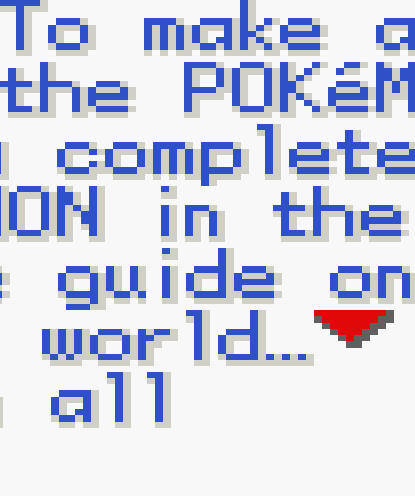 To make a
the POKéM
complete
ON in the
guide on
world...
all